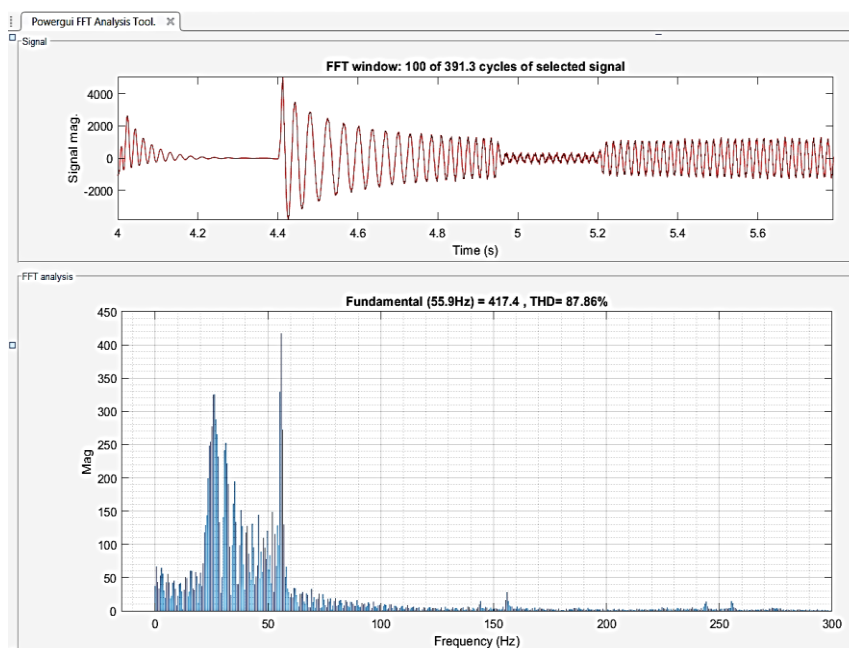 Powergui FFT Analysis Tool. ×
Signal
FFT window: 100 of 391.3 cycles of selected signal
4000
2000
0
-2000
Signal mag.
4 4.2 4.4 4.6 4.8 5 5.2 5.4 5.6
Time (s)
FFT analysis
Fundamental (55.9Hz) = 417.4 , THD= 87.86%
450
400
350
300
250
200
150
100
50
0
Mag
0 50 100 150 200 250 300
Frequency (Hz)